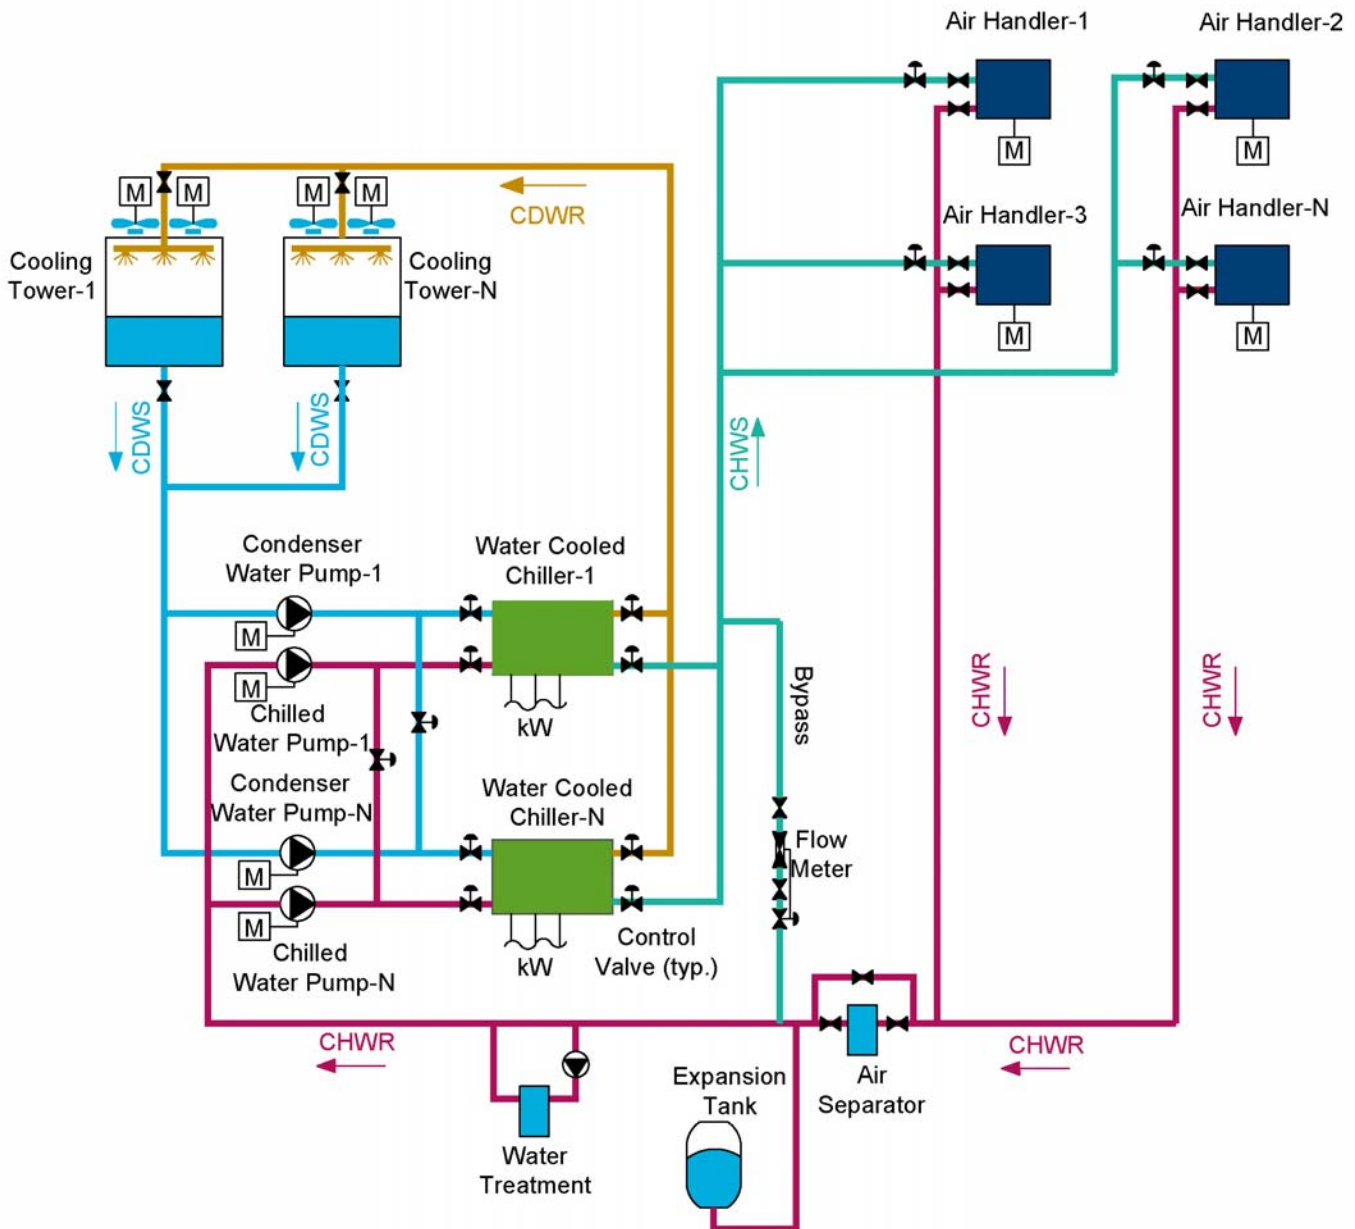 Air Handler-1
Air Handler-2
M
M
M
M
M
M
CDWR
Air Handler-3
Air Handler-N
Cooling
Tower-1
Cooling
Tower-N
M
M
CDWS
CDWS
CHWS
Condenser
Water Pump-1
Water Cooled
Chiller-1
M
M
Chilled
Water Pump-1
kW
Bypass
CHWR
CHWR
Condenser
Water Pump-N
Water Cooled
Chiller-N
Flow
Meter
M
M
Chilled
Water Pump-N
kW
Control
Valve (typ.)
CHWR
CHWR
Expansion
Tank
Air
Separator
Water
Treatment